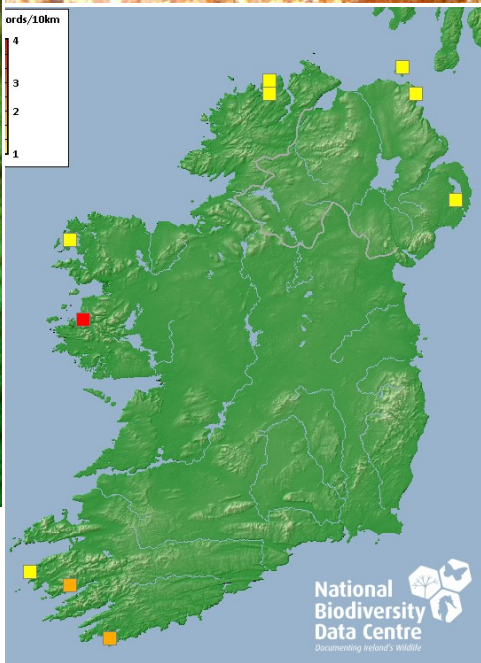 ords/10km
4
3
2
1
National
Biodiversity
Data Centre
Documenting Ireland's Wildlife